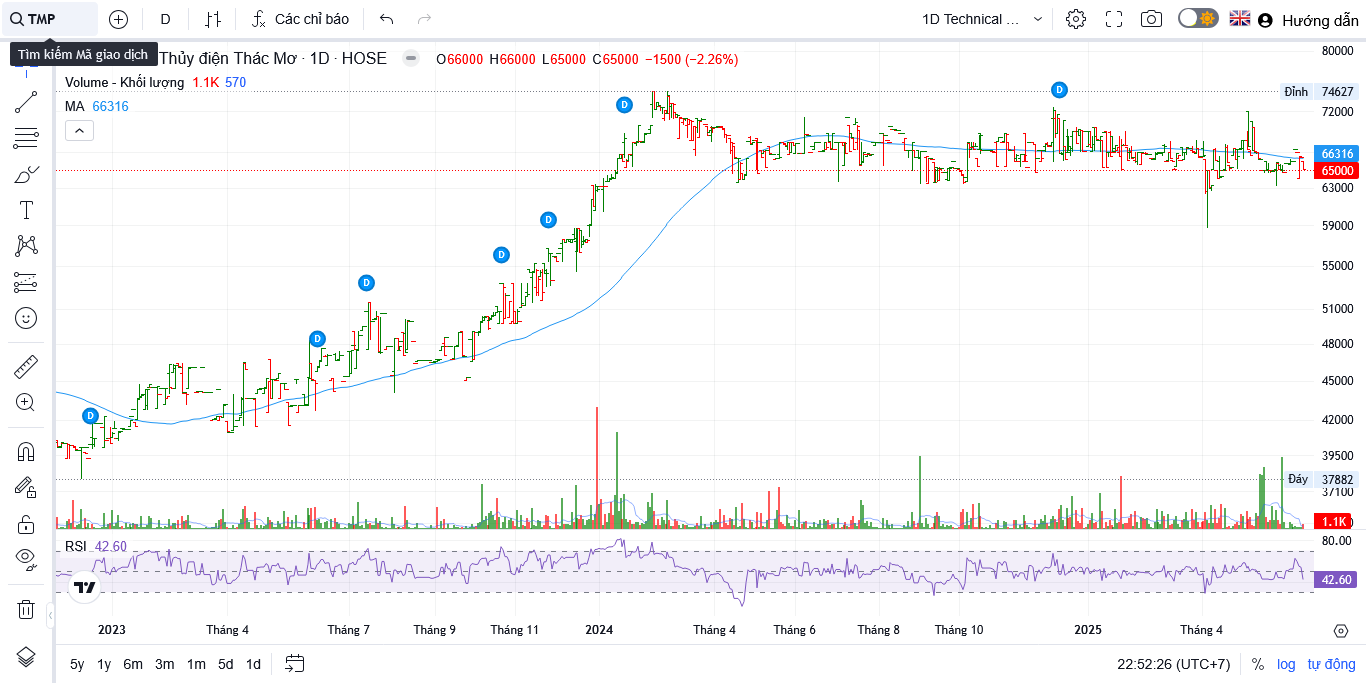 TMP
D
Các chỉ báo
1D Technical ...
Hướng dẫn
Tìm kiếm Mã giao dịch
Thủy điện Thác Mơ · 1D · HOSE
O66000 H66000 L65000 C65000 −1500 (−2.26%)
Volume - Khối lượng 1.1K 570
MA 66316
80000
Đỉnh 74627
72000
66316
65000
63000
59000
55000
51000
48000
45000
42000
39500
Đáy 37882
37100
1.1K
D
D
D
D
D
D
D
RSI 42.60
80.00
42.60
2023 Tháng 4 Tháng 7 Tháng 9 Tháng 11 2024 Tháng 4 Tháng 6 Tháng 8 Tháng 10 2025 Tháng 4
5y 1y 6m 3m 1m 5d 1d
22:52:26 (UTC+7) % log tự động